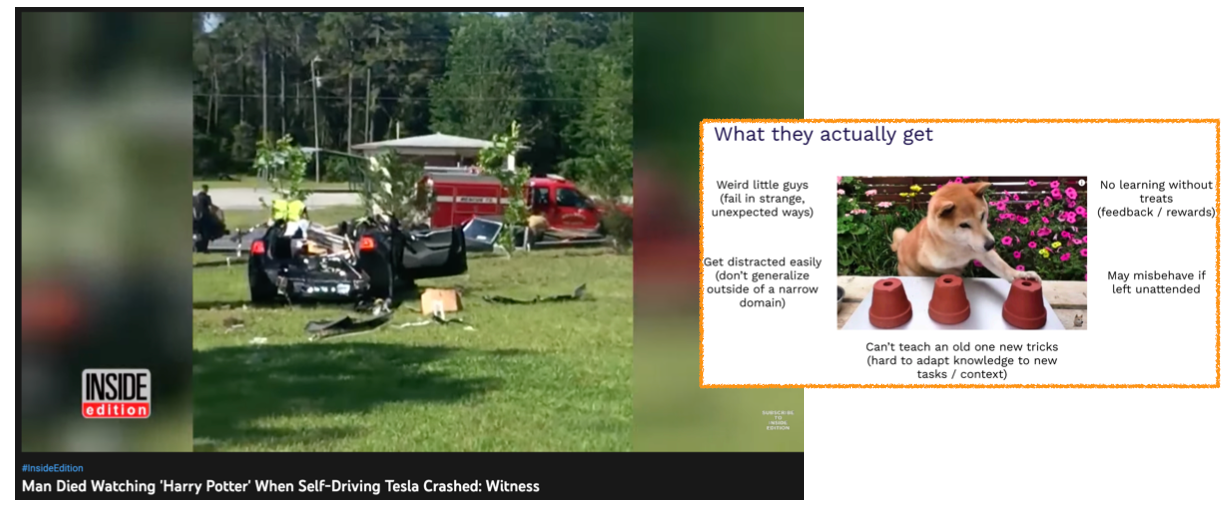 INSIDE
edition
SUBSCRIBE
TO
INSIDE
EDITION
#InsideEdition
Man Died Watching 'Harry Potter' When Self-Driving Tesla Crashed: Witness
What they actually get
Weird little guys
(fail in strange,
unexpected ways)
Get distracted easily
(don't generalize
outside of a narrow
domain)
No learning without
treats
(feedback / rewards)
May misbehave if
left unattended
Can't teach an old one new tricks
(hard to adapt knowledge to new
tasks / context)